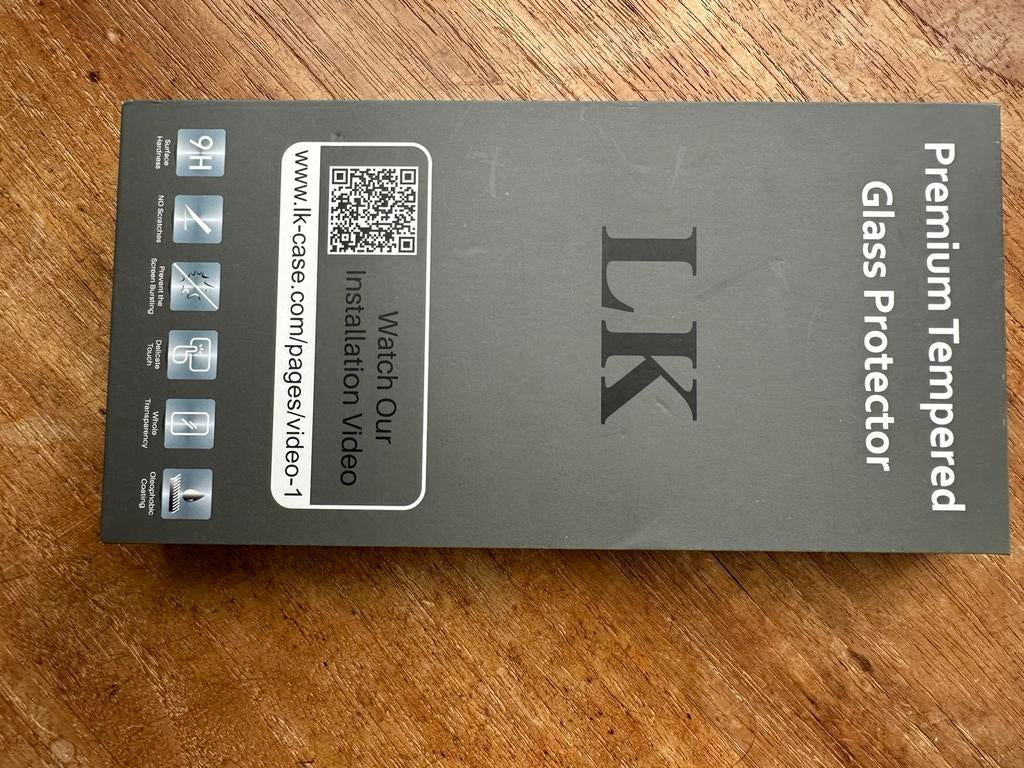 Premium Tempered
Glass Protector
LK
Watch Our
Installation Video
www.lk-case.com/pages/video-1
9H
Surface
Hardness
NO Scratches
Prevent the
Screen Bursting
Delicate
Touch
Whole
Transparency
Oleophobic
Coating